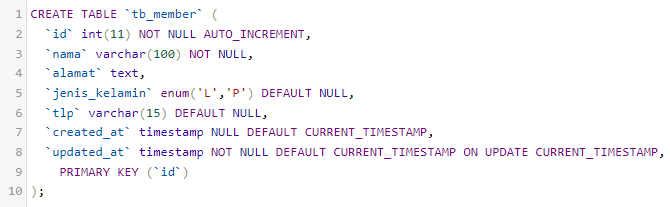 1 CREATE TABLE `tb_member` (
2 `id` int(11) NOT NULL AUTO_INCREMENT,
3 `nama` varchar(100) NOT NULL,
4 `alamat` text,
5 `jenis_kelamin` enum('L','P') DEFAULT NULL,
6 `tlp` varchar(15) DEFAULT NULL,
7 `created_at` timestamp NULL DEFAULT CURRENT_TIMESTAMP,
8 `updated_at` timestamp NOT NULL DEFAULT CURRENT_TIMESTAMP ON UPDATE CURRENT_TIMESTAMP,
9 PRIMARY KEY (`id`)
10 );